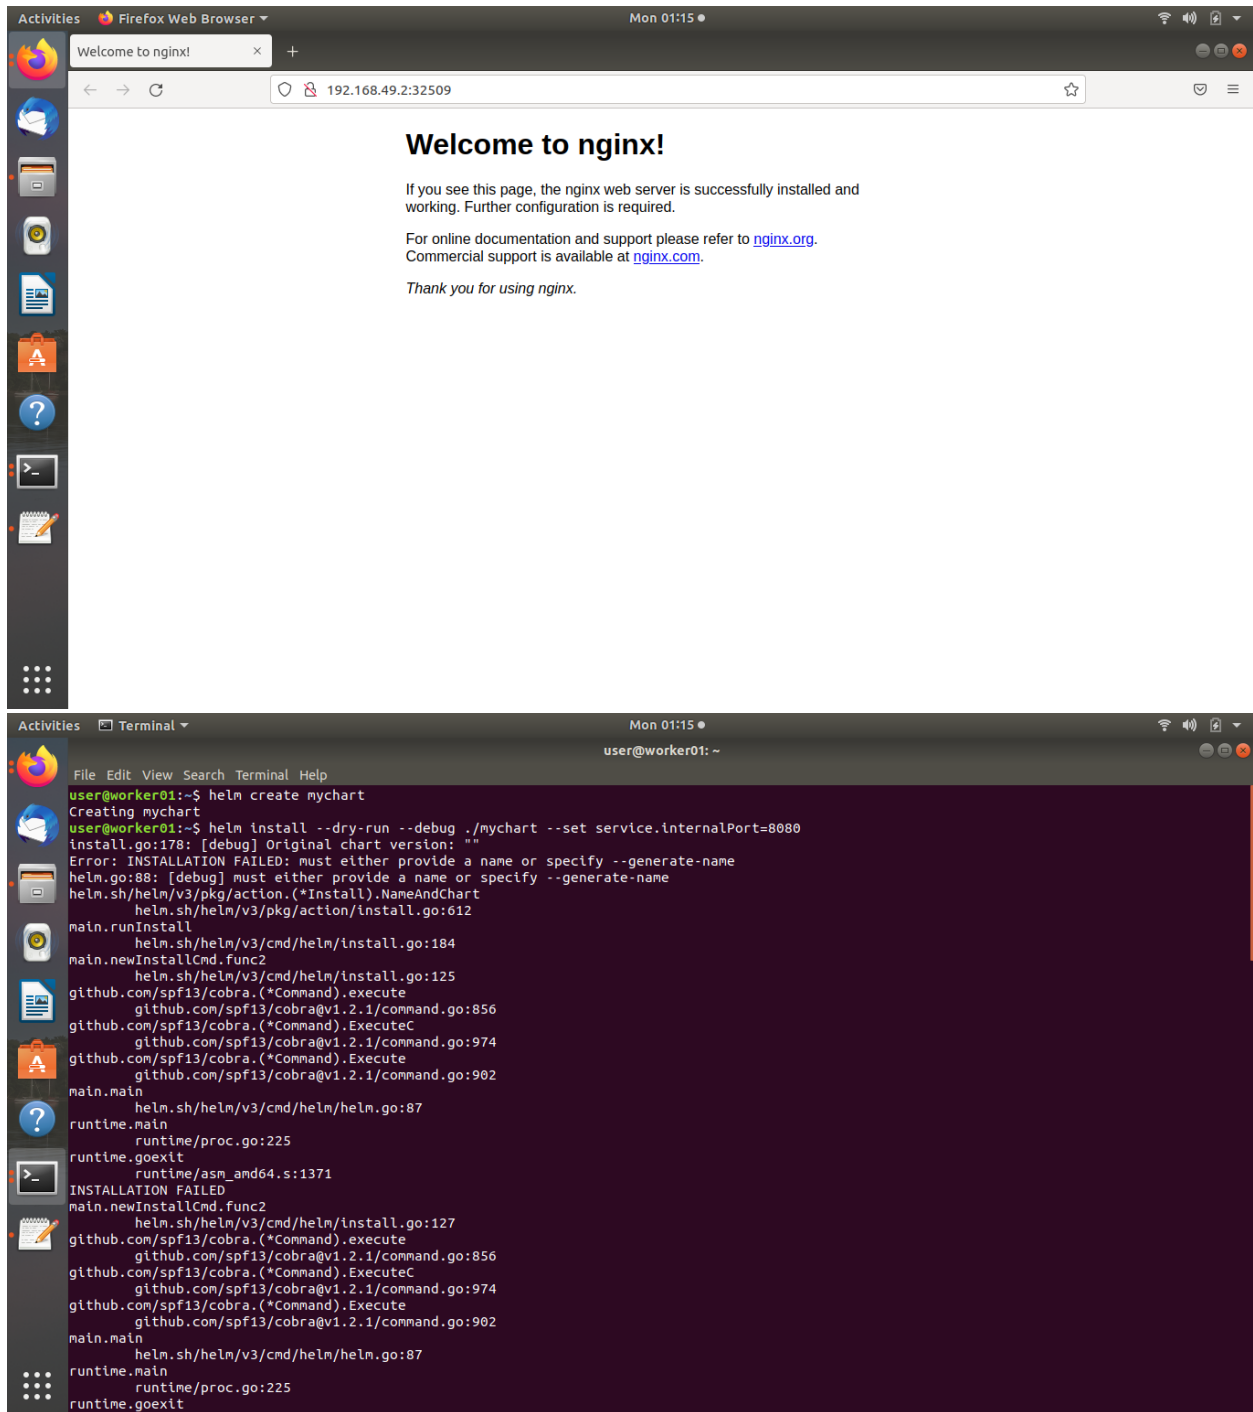 Activities Firefox Web Browser Mon 01:15
Welcome to nginx! × +
192.168.49.2:32509
Welcome to nginx!
If you see this page, the nginx web server is successfully installed and
working. Further configuration is required.
For online documentation and support please refer to nginx.org.
Commercial support is available at nginx.com.
Thank you for using nginx.
Activities Terminal Mon 01:15
user@worker01: ~
File Edit View Search Terminal Help
user@worker01:~$ helm create mychart
Creating mychart
user@worker01:~$ helm install --dry-run --debug ./mychart --set service.internalPort=8080
install.go:178: [debug] Original chart version: ""
Error: INSTALLATION FAILED: must either provide a name or specify --generate-name
helm.go:88: [debug] must either provide a name or specify --generate-name
helm.sh/helm/v3/pkg/action.(*Install).NameAndChart
helm.sh/helm/v3/pkg/action/install.go:612
main.runInstall
helm.sh/helm/v3/cmd/helm/install.go:184
main.newInstallCmd.func2
helm.sh/helm/v3/cmd/helm/install.go:125
github.com/spf13/cobra.(*Command).execute
github.com/spf13/cobra@v1.2.1/command.go:856
github.com/spf13/cobra.(*Command).ExecuteC
github.com/spf13/cobra@v1.2.1/command.go:974
github.com/spf13/cobra.(*Command).Execute
github.com/spf13/cobra@v1.2.1/command.go:902
main.main
helm.sh/helm/v3/cmd/helm/helm.go:87
runtime.main
runtime/proc.go:225
runtime.goexit
runtime/asm_amd64.s:1371
INSTALLATION FAILED
main.newInstallCmd.func2
helm.sh/helm/v3/cmd/helm/install.go:127
github.com/spf13/cobra.(*Command).execute
github.com/spf13/cobra@v1.2.1/command.go:856
github.com/spf13/cobra.(*Command).ExecuteC
github.com/spf13/cobra@v1.2.1/command.go:974
github.com/spf13/cobra.(*Command).Execute
github.com/spf13/cobra@v1.2.1/command.go:902
main.main
helm.sh/helm/v3/cmd/helm/helm.go:87
runtime.main
runtime/proc.go:225
runtime.goexit